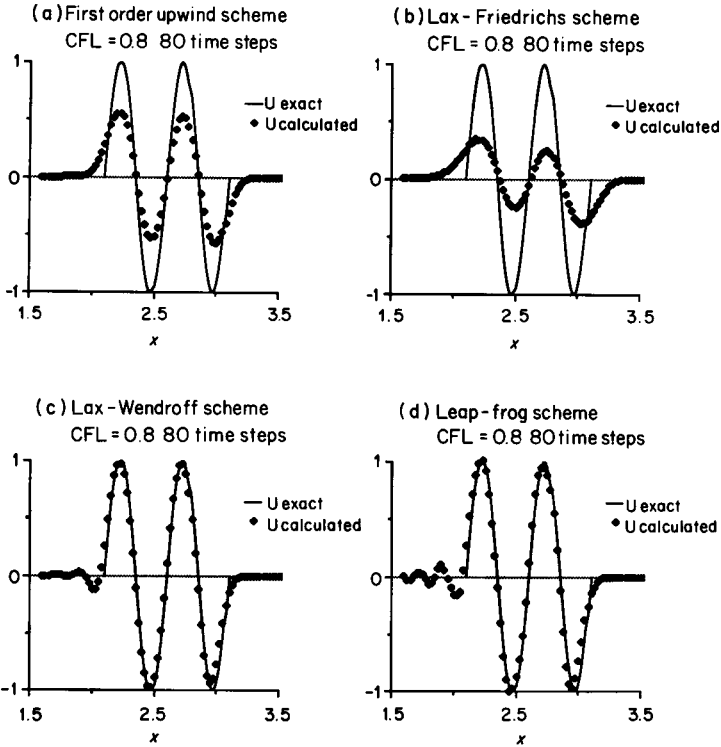 (a) First order upwind scheme
CFL = 0.8 80 time steps
1
U exact
U calculated
0
-1
1.5
2.5
3.5
x
(b) Lax-Friedrichs scheme
CFL = 0.8 80 time steps
1
U exact
U calculated
0
-1
1.5
2.5
3.5
x
(c) Lax-Wendroff scheme
CFL = 0.8 80 time steps
1
U exact
U calculated
0
-1
1.5
2.5
3.5
x
(d) Leap-frog scheme
CFL = 0.8 80 time steps
1
U exact
U calculated
0
-1
1.5
2.5
3.5
x